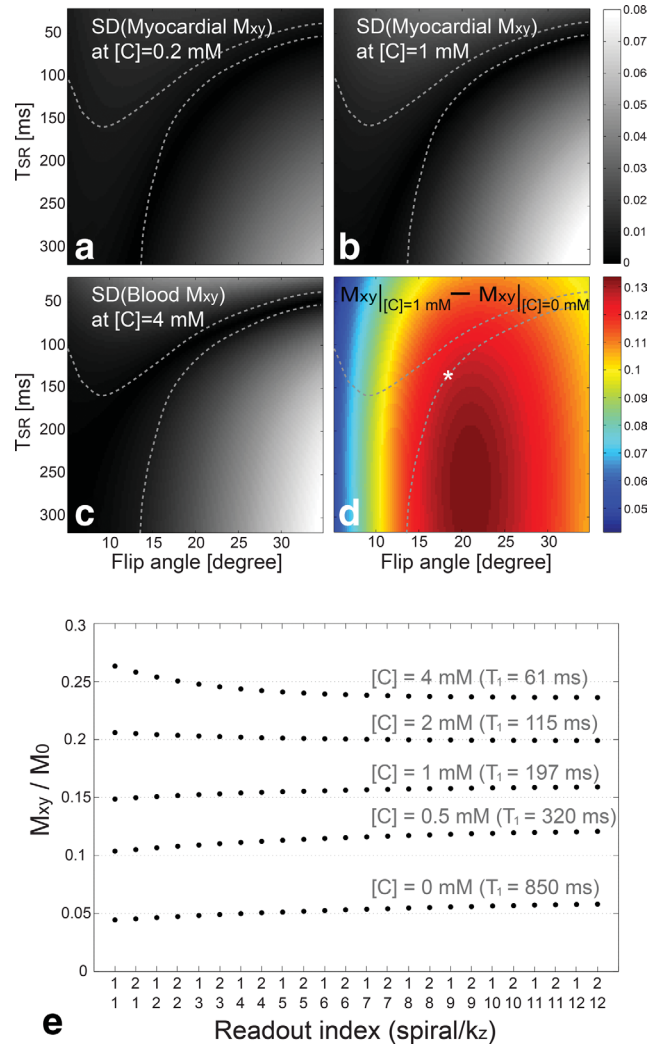 SD(Myocardial Mxy)
at [C]=0.2 mM
SD(Myocardial Mxy)
at [C]=1 mM
0.08
0.07
0.06
0.05
0.04
0.03
0.02
0.01
0
TSR [ms]
50
100
150
200
250
300
a
b
SD(Blood Mxy)
at [C]=4 mM
Mxy|[C]=1 mM — Mxy|[C]=0 mM
*
0.13
0.12
0.11
0.10
0.09
0.08
0.07
0.06
0.05
TSR [ms]
50
100
150
200
250
300
c
d
10 15 20 25 30
10 15 20 25 30
Flip angle [degree]
Flip angle [degree]
Mxy / M0
0.3
0.25
0.2
0.15
0.1
0.05
0
[C] = 4 mM (T1 = 61 ms)
[C] = 2 mM (T1 = 115 ms)
[C] = 1 mM (T1 = 197 ms)
[C] = 0.5 mM (T1 = 320 ms)
[C] = 0 mM (T1 = 850 ms)
1 2 1 2 1 2 1 2 1 2 1 2 1 2 1 2 1 2 1 2 1 2 1 2
1 1 2 2 3 3 4 4 5 5 6 6 7 7 8 8 9 9 10 10 11 11 12 12
e
Readout index (spiral/kz)